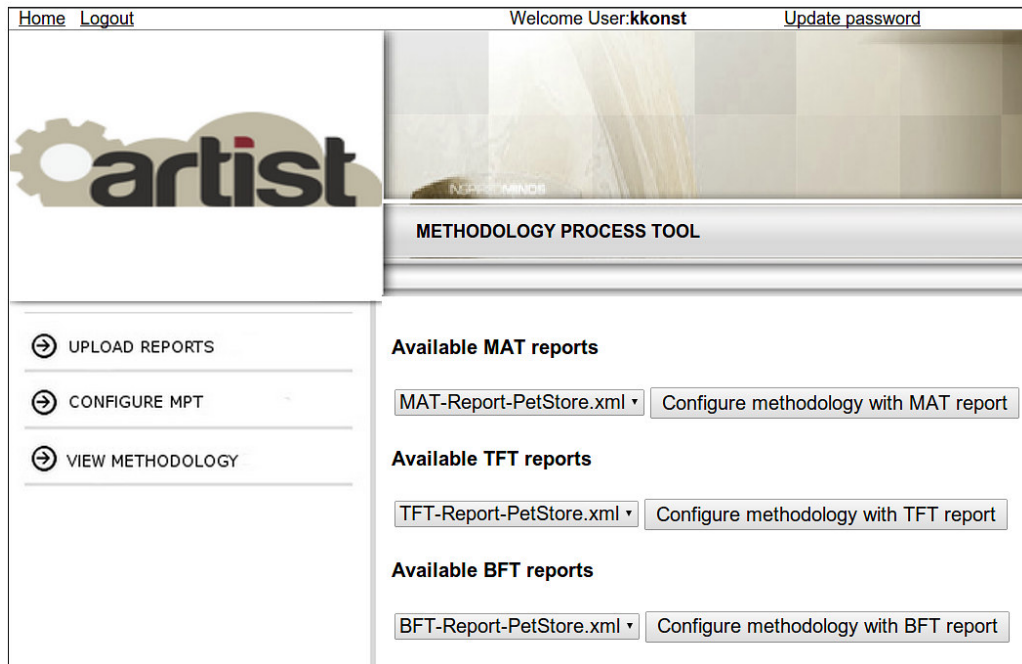 Home Logout Welcome User:kkonst Update password
artist
INSPIREDMINDS
METHODOLOGY PROCESS TOOL
UPLOAD REPORTS
CONFIGURE MPT
VIEW METHODOLOGY
Available MAT reports
MAT-Report-PetStore.xml Configure methodology with MAT report
Available TFT reports
TFT-Report-PetStore.xml Configure methodology with TFT report
Available BFT reports
BFT-Report-PetStore.xml Configure methodology with BFT report